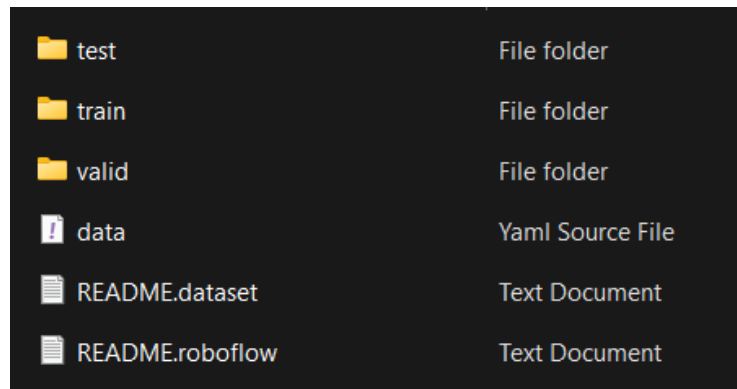 test File folder
train File folder
valid File folder
! data Yaml Source File
README.dataset Text Document
README.roboflow Text Document